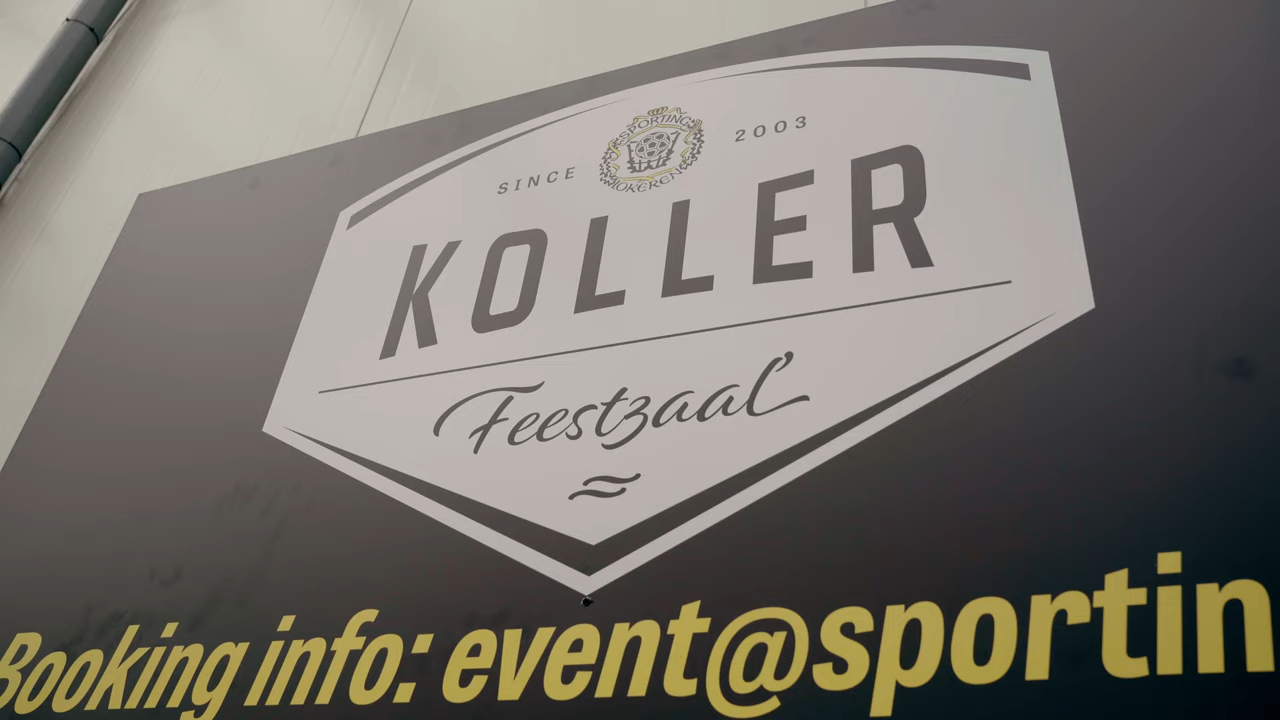 SINCE 2003
SPORTING
LOKEREN
KOLLER
Feestzaal
Booking info: event@sportin